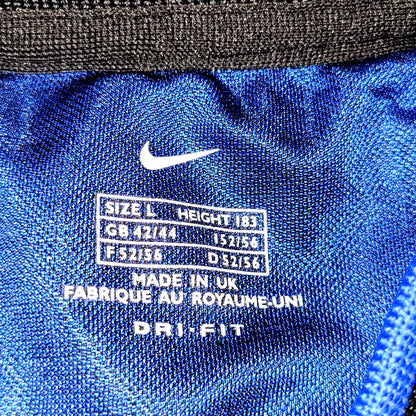 SIZE L HEIGHT 183
GB 42/44 I 52/56
F 52/56 D 52/56
MADE IN UK
FABRIQUE AU ROYAUME-UNI
DRI-FIT